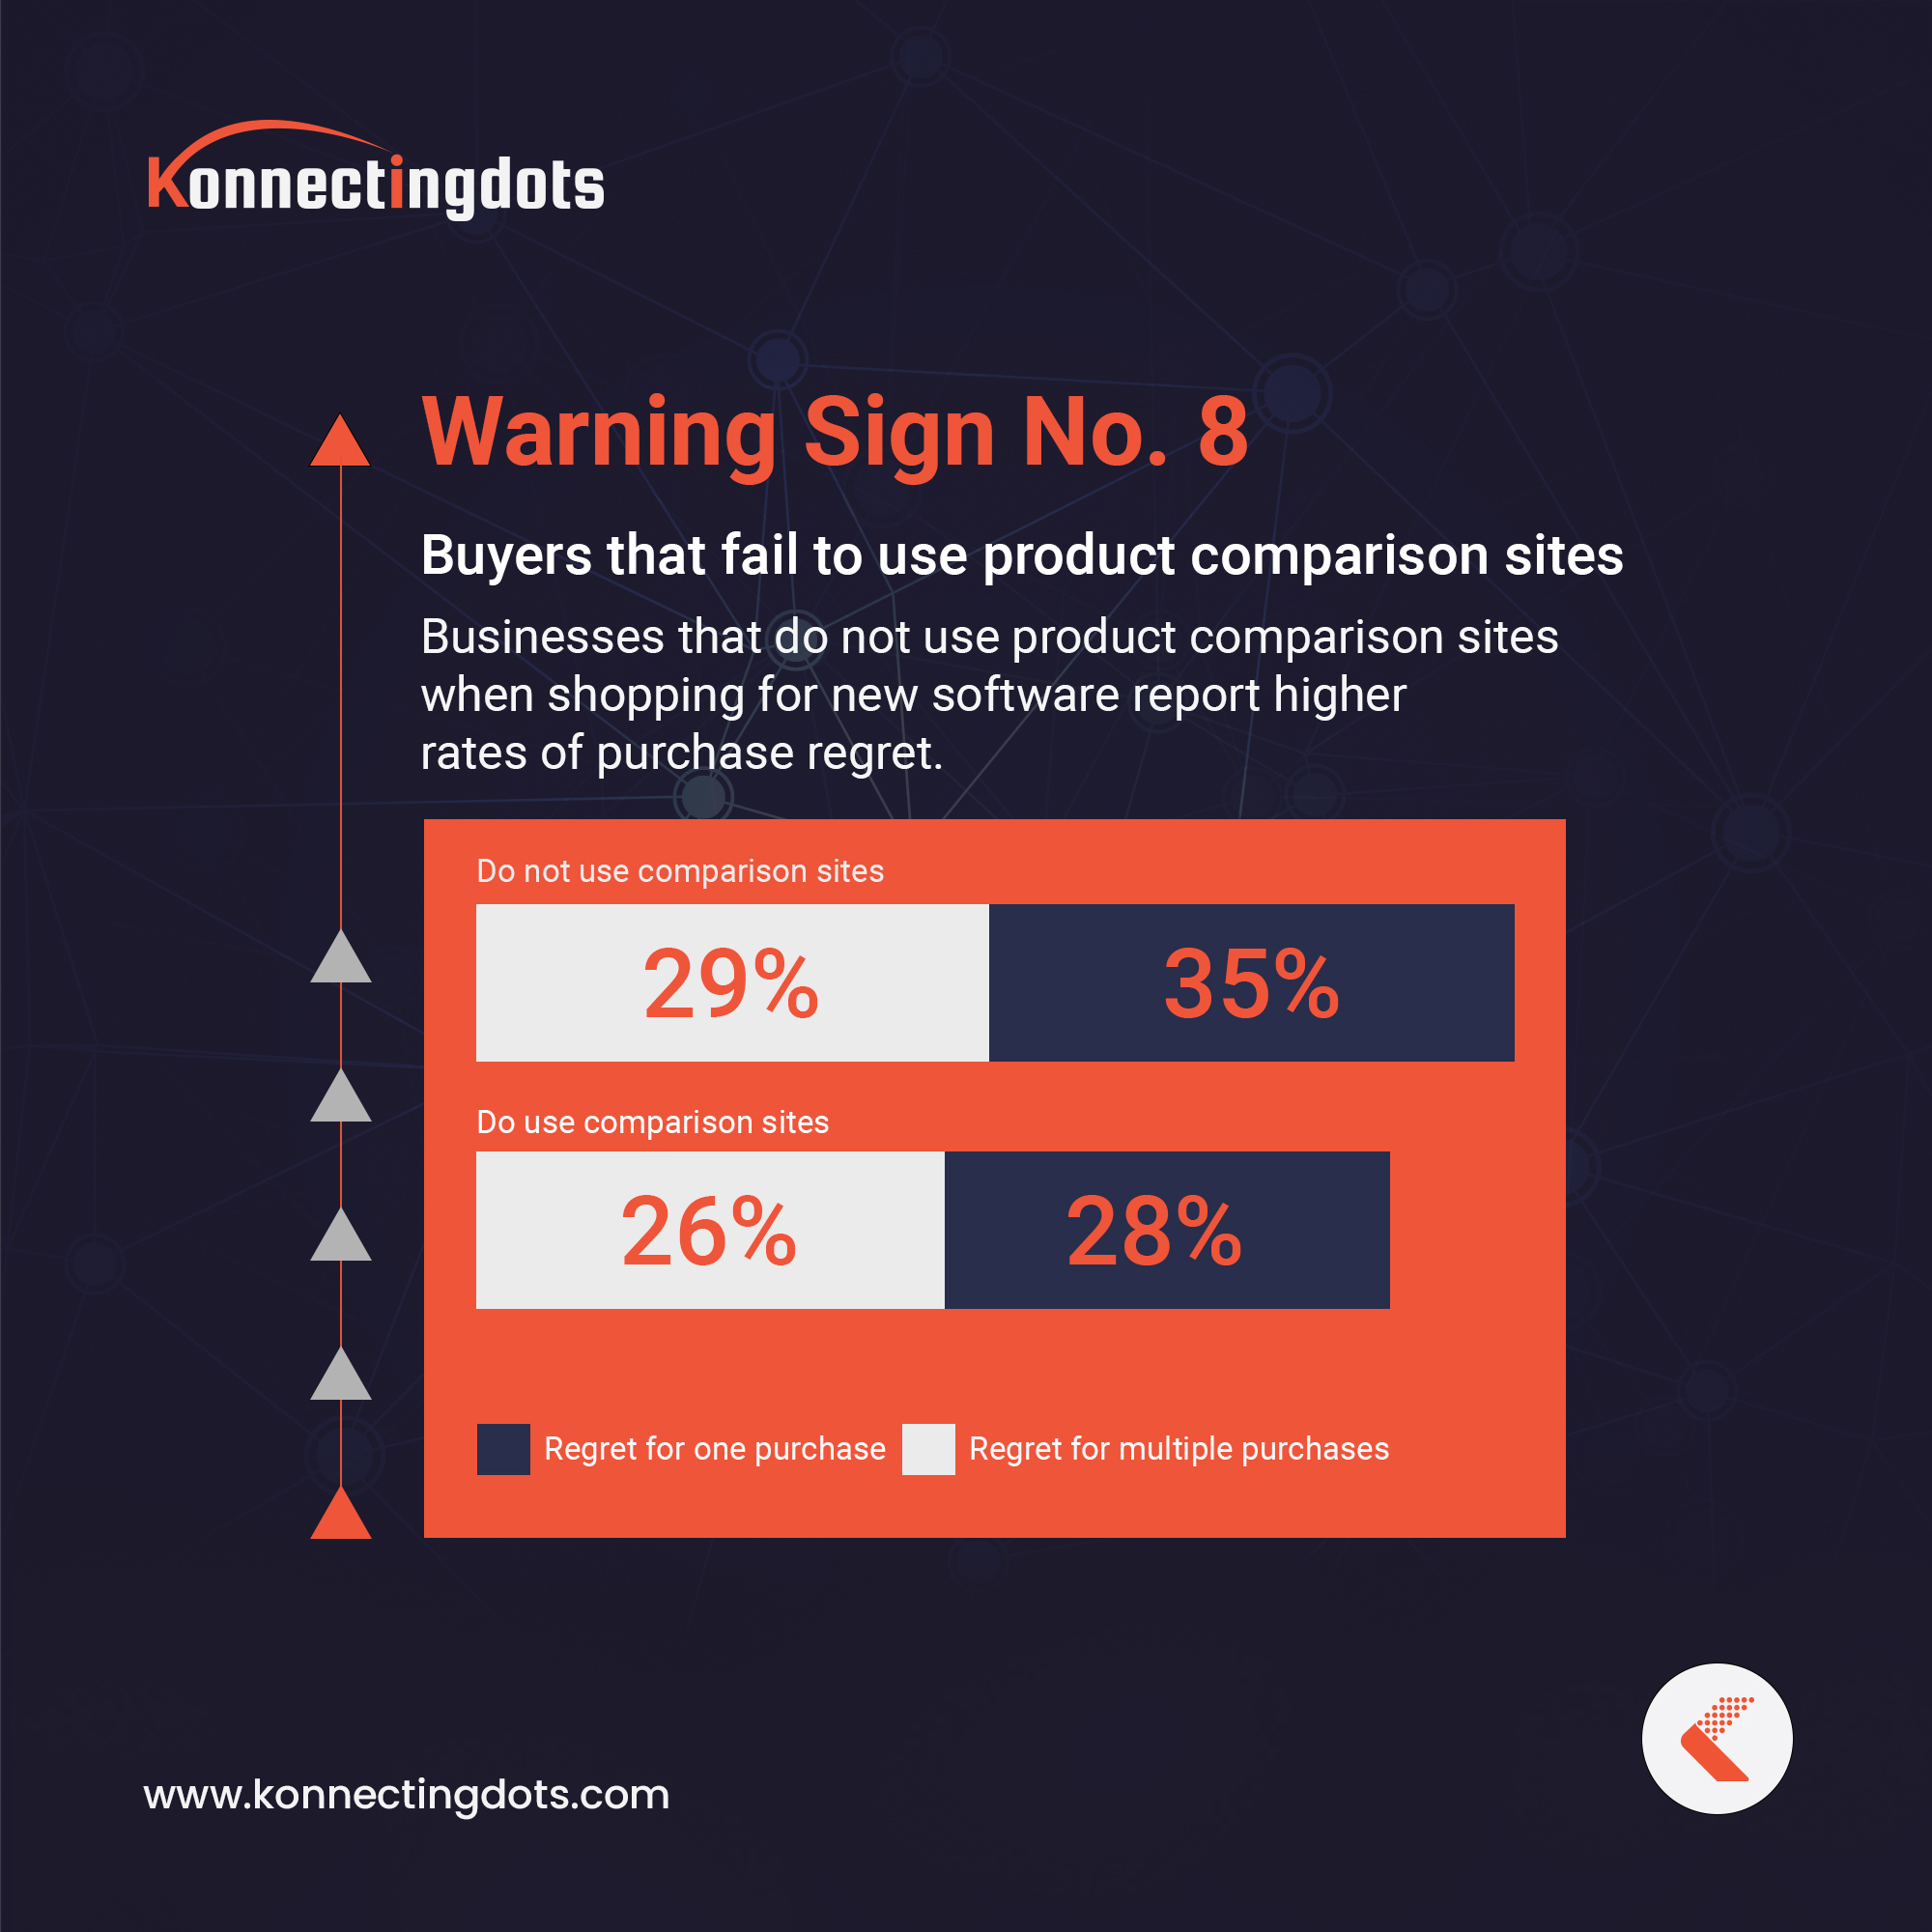 Konnectingdots
Warning Sign No. 8
Buyers that fail to use product comparison sites
Businesses that do not use product comparison sites
when shopping for new software report higher
rates of purchase regret.
Do not use comparison sites
29% 35%
Do use comparison sites
26% 28%
Regret for one purchase Regret for multiple purchases
www.konnectingdots.com